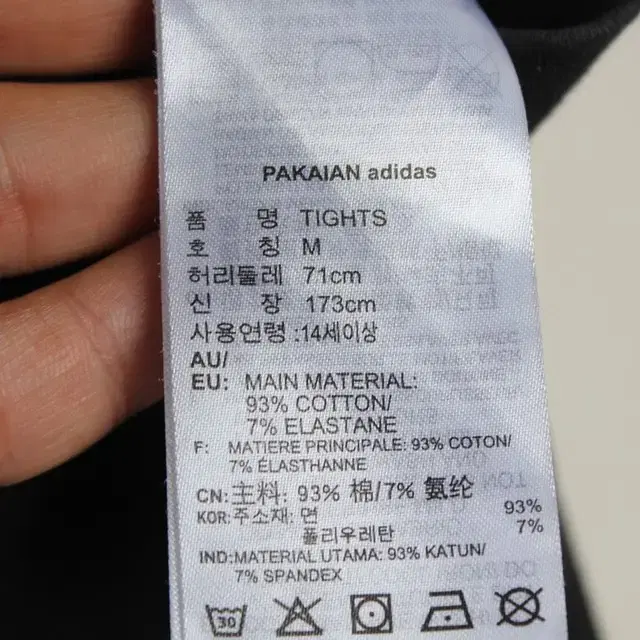 PAKAIAN adidas
품 명 TIGHTS
호 칭 M
허리둘레 71cm
신 장 173cm
사용연령 :14세이상
AU/
EU: MAIN MATERIAL:
93% COTTON/
7% ELASTANE
F: MATIERE PRINCIPALE: 93% COTON/
7% ÉLASTHANNE
CN:主料: 93% 棉/7% 氨纶
KOR:주소재: 면 93%
폴리우레탄 7%
IND:MATERIAL UTAMA: 93% KATUN/
7% SPANDEX
30